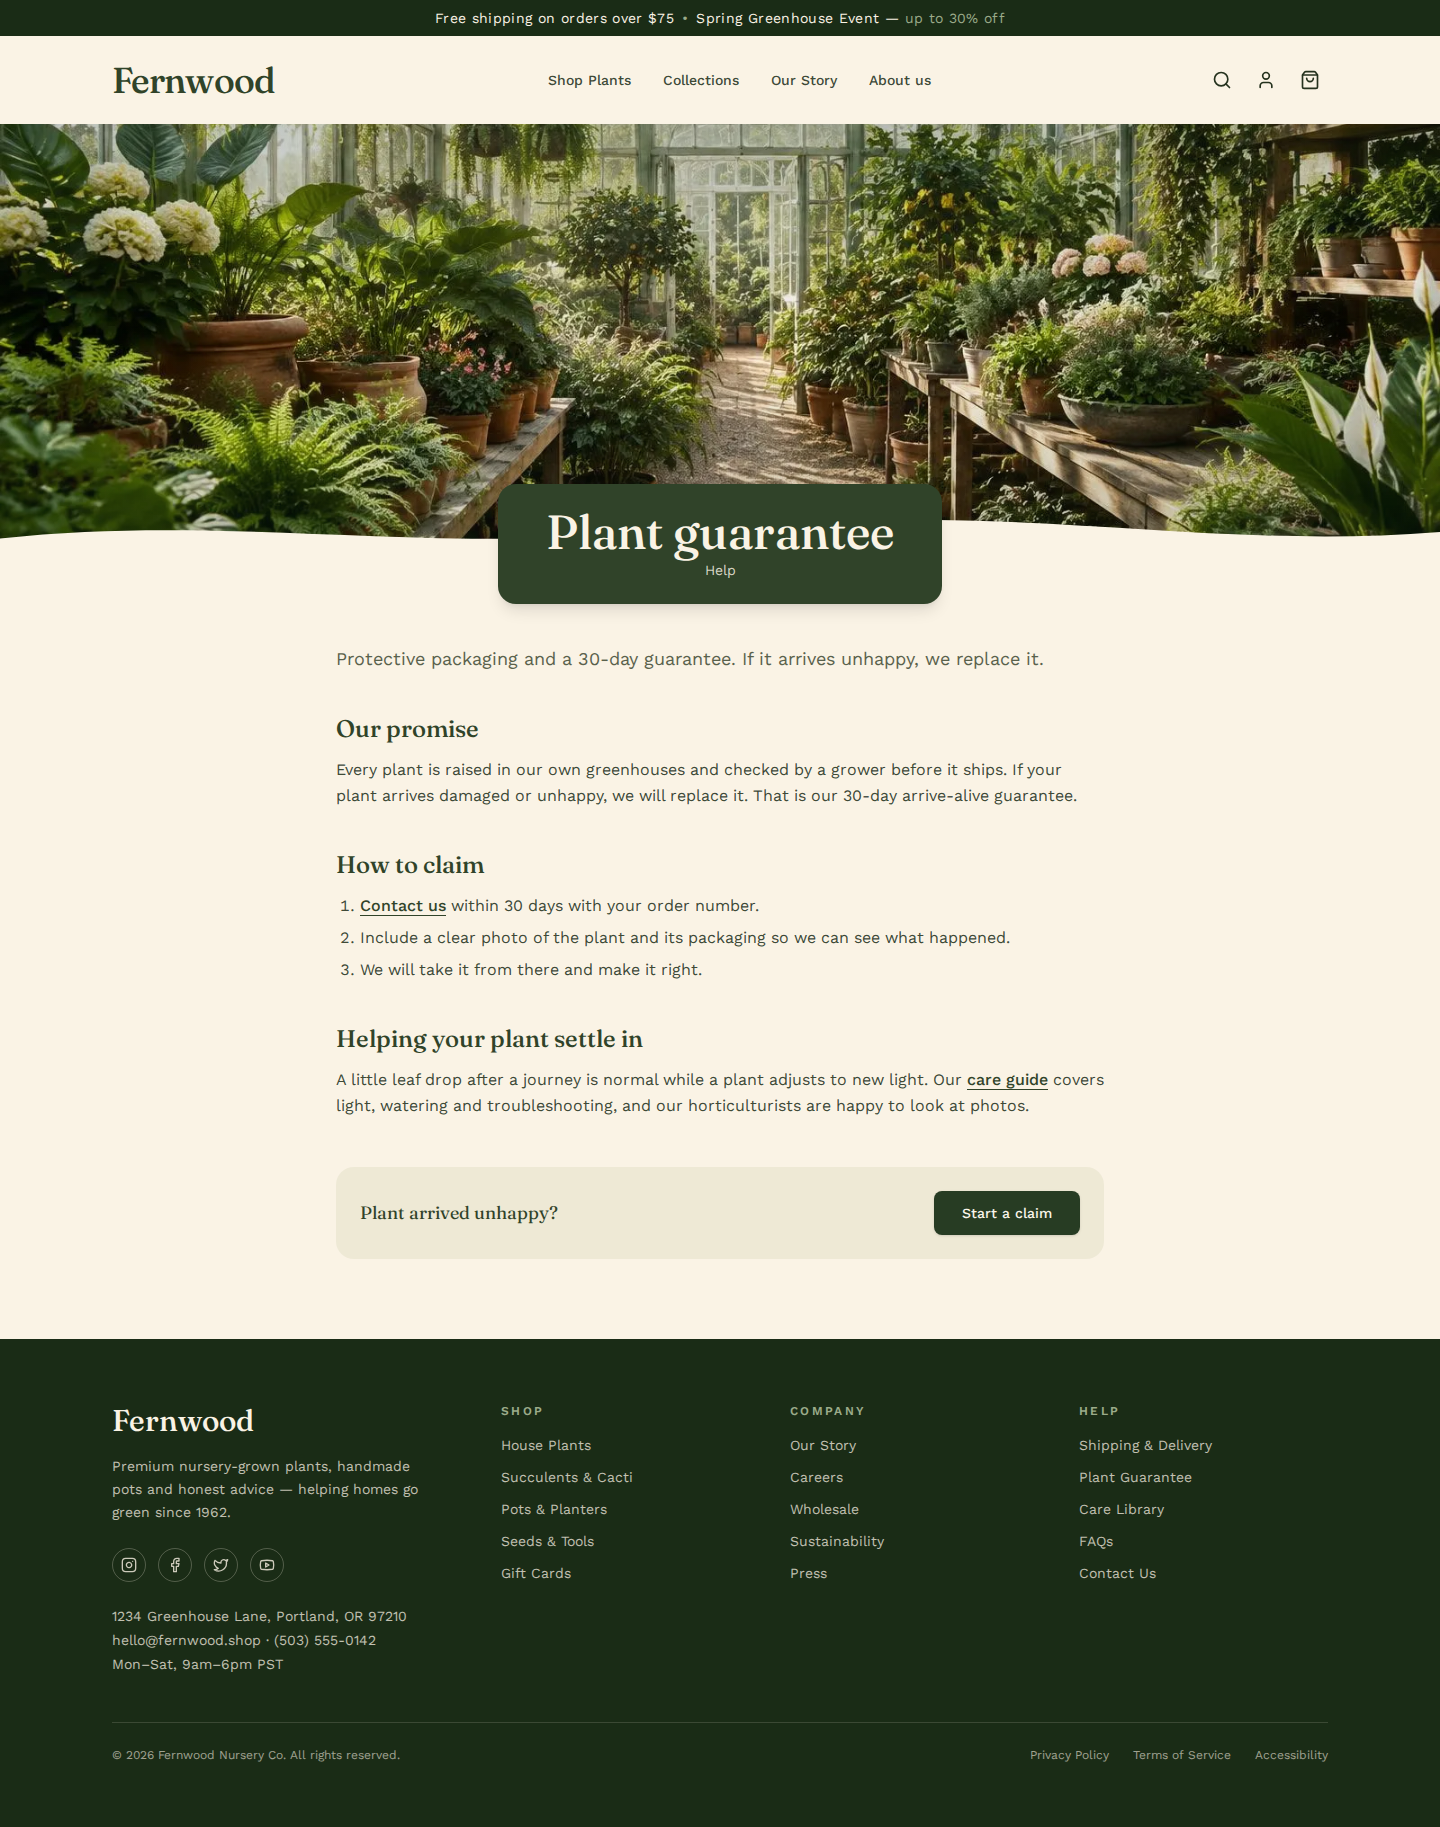 Free shipping on orders over $75 • Spring Greenhouse Event — up to 30% off
Fernwood
Shop Plants
Collections
Our Story
About us
Plant guarantee
Help
Protective packaging and a 30-day guarantee. If it arrives unhappy, we replace it.
Our promise
Every plant is raised in our own greenhouses and checked by a grower before it ships. If your
plant arrives damaged or unhappy, we will replace it. That is our 30-day arrive-alive guarantee.
How to claim
1. Contact us within 30 days with your order number.
2. Include a clear photo of the plant and its packaging so we can see what happened.
3. We will take it from there and make it right.
Helping your plant settle in
A little leaf drop after a journey is normal while a plant adjusts to new light. Our care guide covers
light, watering and troubleshooting, and our horticulturists are happy to look at photos.
Plant arrived unhappy?
Start a claim
Fernwood
Premium nursery-grown plants, handmade
pots and honest advice — helping homes go
green since 1962.
1234 Greenhouse Lane, Portland, OR 97210
hello@fernwood.shop · (503) 555-0142
Mon–Sat, 9am–6pm PST
SHOP
House Plants
Succulents & Cacti
Pots & Planters
Seeds & Tools
Gift Cards
COMPANY
Our Story
Careers
Wholesale
Sustainability
Press
HELP
Shipping & Delivery
Plant Guarantee
Care Library
FAQs
Contact Us
© 2026 Fernwood Nursery Co. All rights reserved.
Privacy Policy
Terms of Service
Accessibility